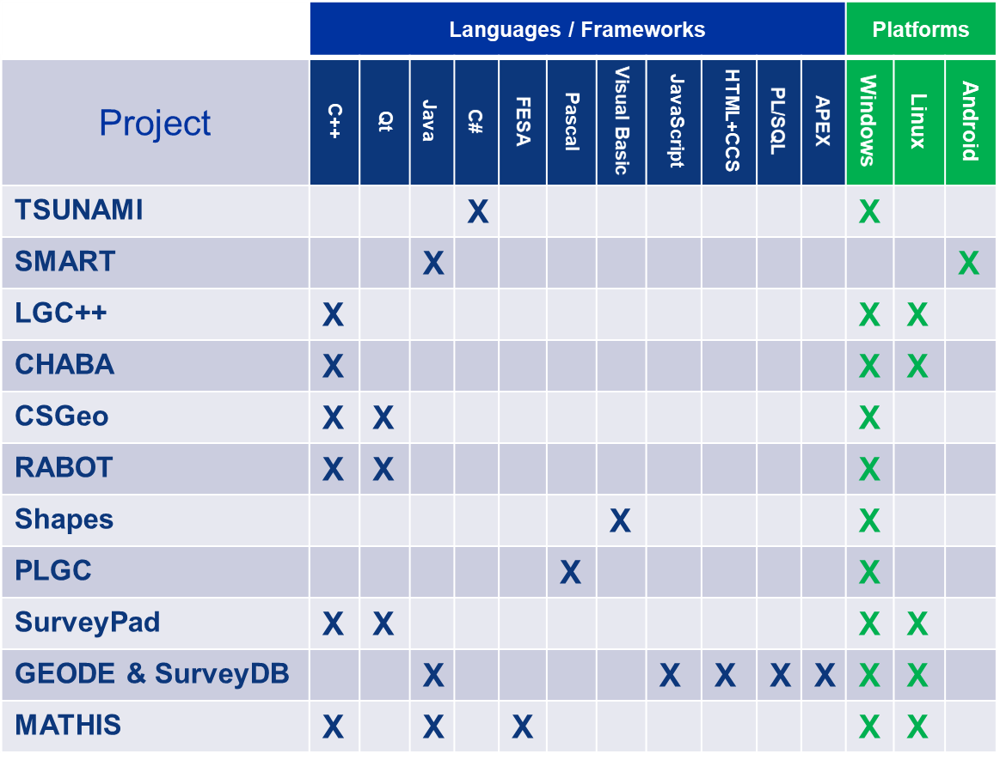 Languages / Frameworks Platforms
Project C++ Qt Java C# FESA Pascal Visual Basic JavaScript HTML+CCS PL/SQL APEX Windows Linux Android
TSUNAMI X X
SMART X X
LGC++ X X X
CHABA X X X
CSGeo X X X
RABOT X X X
Shapes X X
PLGC X X
SurveyPad X X X X
GEODE & SurveyDB X X X X X X X
MATHIS X X X X X